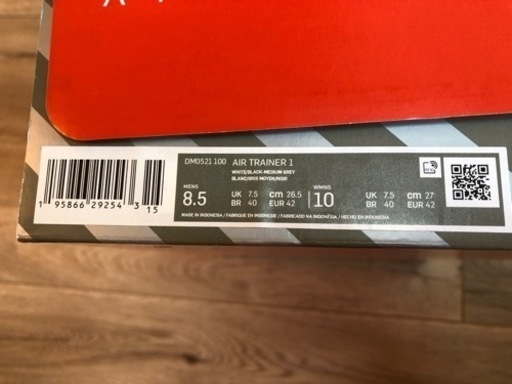 DM0521 100 AIR TRAINER 1
WHITE/BLACK-MEDIUM GREY
BLANC/GRIS MOYEN/NOIR
MENS
8.5
UK 7.5 cm 26.5
BR 40 EUR 42
WMNS
10
UK 7.5 cm 27
BR 40 EUR 42
MADE IN INDONESIA / FABRIQUÉ EN INDONESIE / FABRICADO NA INDONÉSIA / HECHO EN INDONESIA
1 95866 29254 3 15